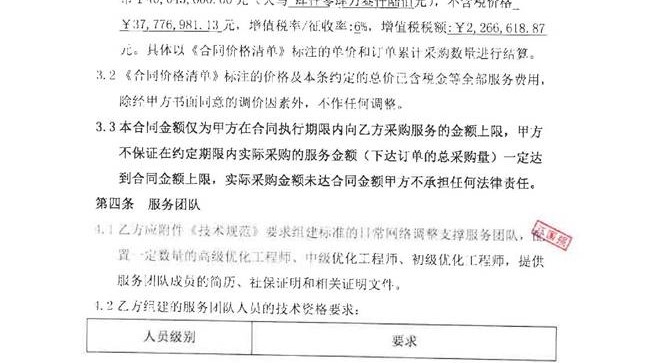 元），不含税价格
￥37,776,981.13 元，增值税率/征收率:6%，增值税税额:￥2,266,618.87
元。具体以《合同价格清单》标注的单价和订单累计采购数量进行结算。
3.2《合同价格清单》标注的价格及本条约定的总价已含税金等全部服务费用，
除经甲方书面同意的调价因素外，不作任何调整。
3.3 本合同金额仅为甲方在合同执行期限内向乙方采购服务的金额上限，甲方
不保证在约定期限内实际采购的服务金额（下达订单的总采购量）一定达
到合同金额上限，实际采购金额未达合同金额甲方不承担任何法律责任。
第四条 服务团队
4.1 乙方应附件《技术规范》要求组建标准的日常网络调整支撑服务团队，配
置一定数量的高级优化工程师、中级优化工程师、初级优化工程师，提供
服务团队成员的简历、社保证明和相关证明文件。
4.2 乙方组建的服务团队人员的技术资格要求：
人员级别 要求